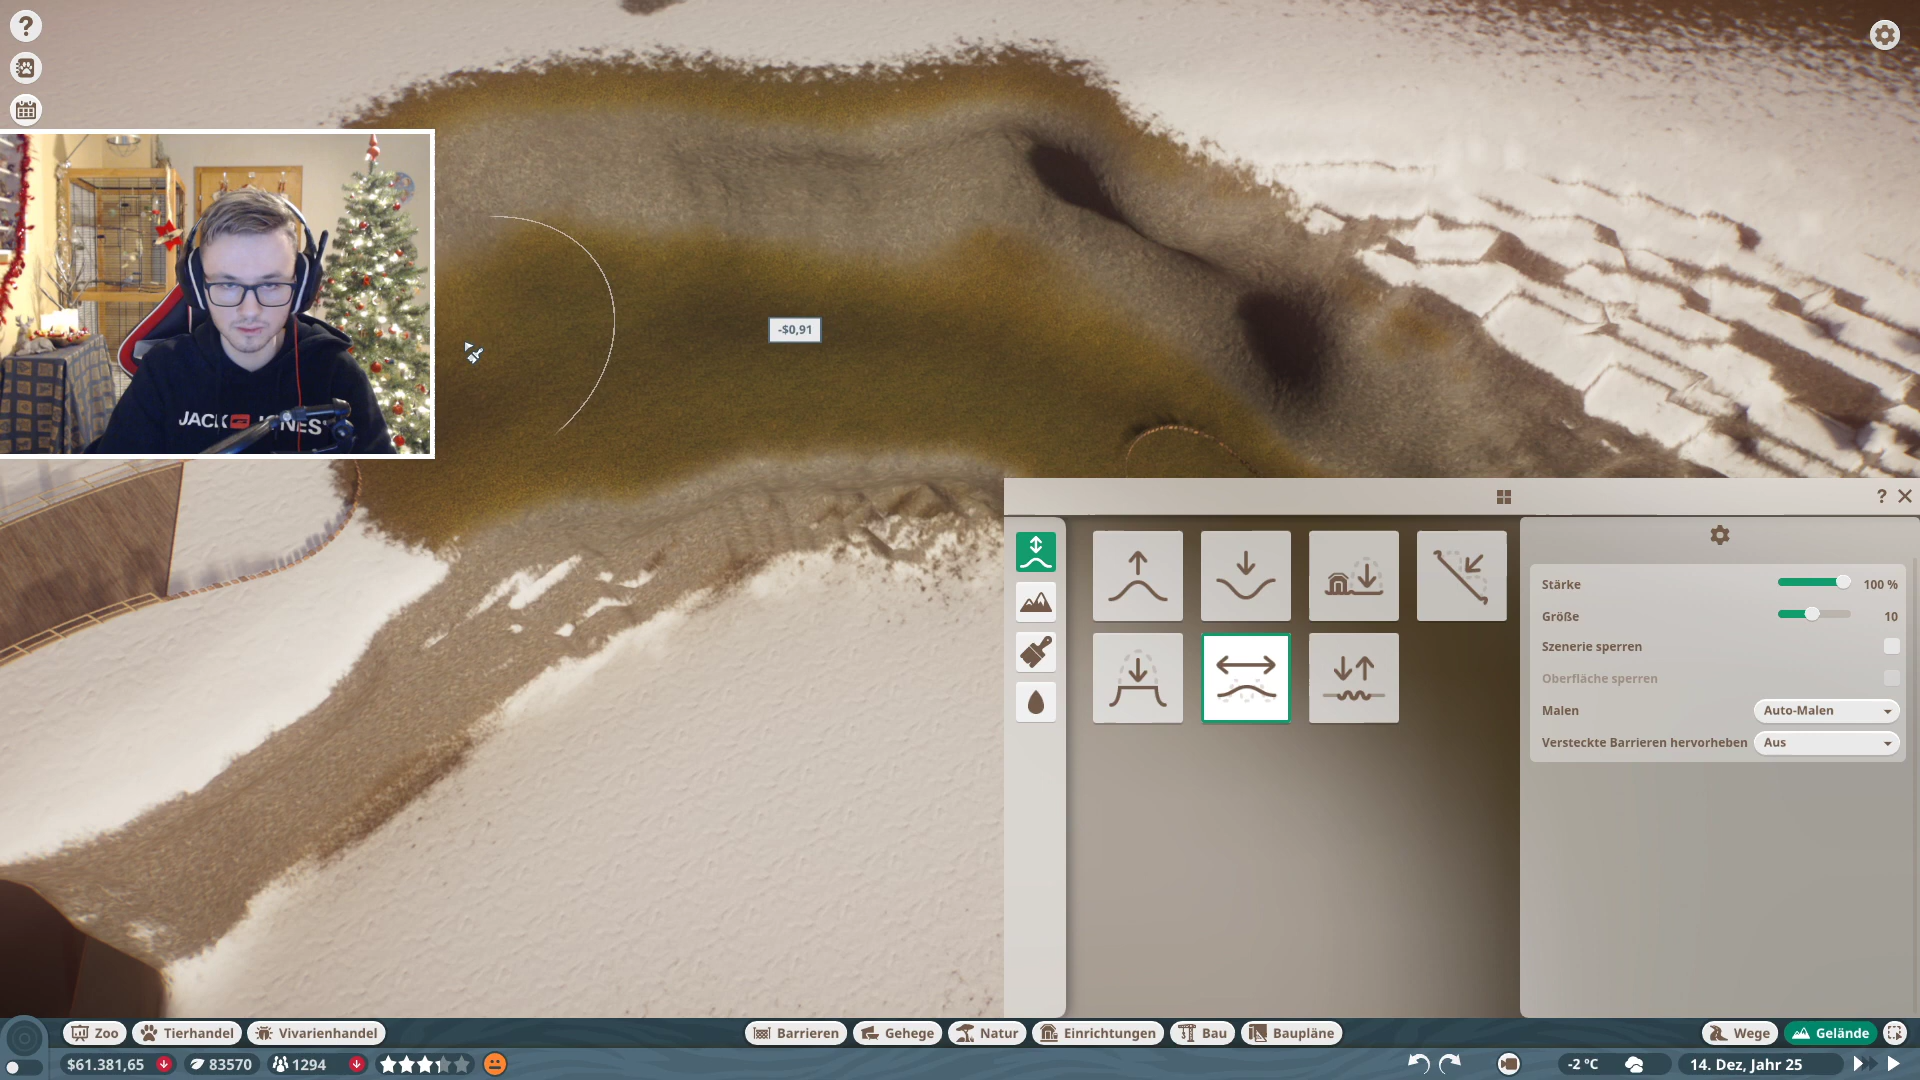 -$0,91
JACK JONES
Stärke
100 %
Größe
10
Szenerie sperren
Oberfläche sperren
Malen
Auto-Malen
Versteckte Barrieren hervorheben
Aus
Zoo
Tierhandel
Vivarienhandel
Barrieren
Gehege
Natur
Einrichtungen
Bau
Baupläne
Wege
Gelände
$61.381,65
83570
1294
-2 °C
14. Dez, Jahr 25